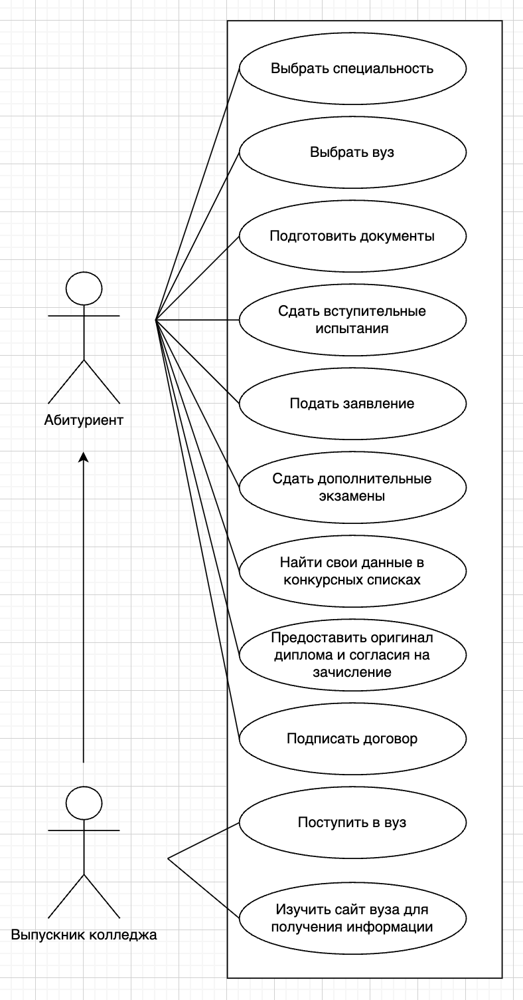 Выбрать специальность
Выбрать вуз
Подготовить документы
Сдать вступительные
испытания
Абитуриент
Подать заявление
Сдать дополнительные
экзамены
Найти свои данные в
конкурсных списках
Предоставить оригинал
диплома и согласия на
зачисление
Подписать договор
Поступить в вуз
Изучить сайт вуза для
получения информации
Выпускник колледжа